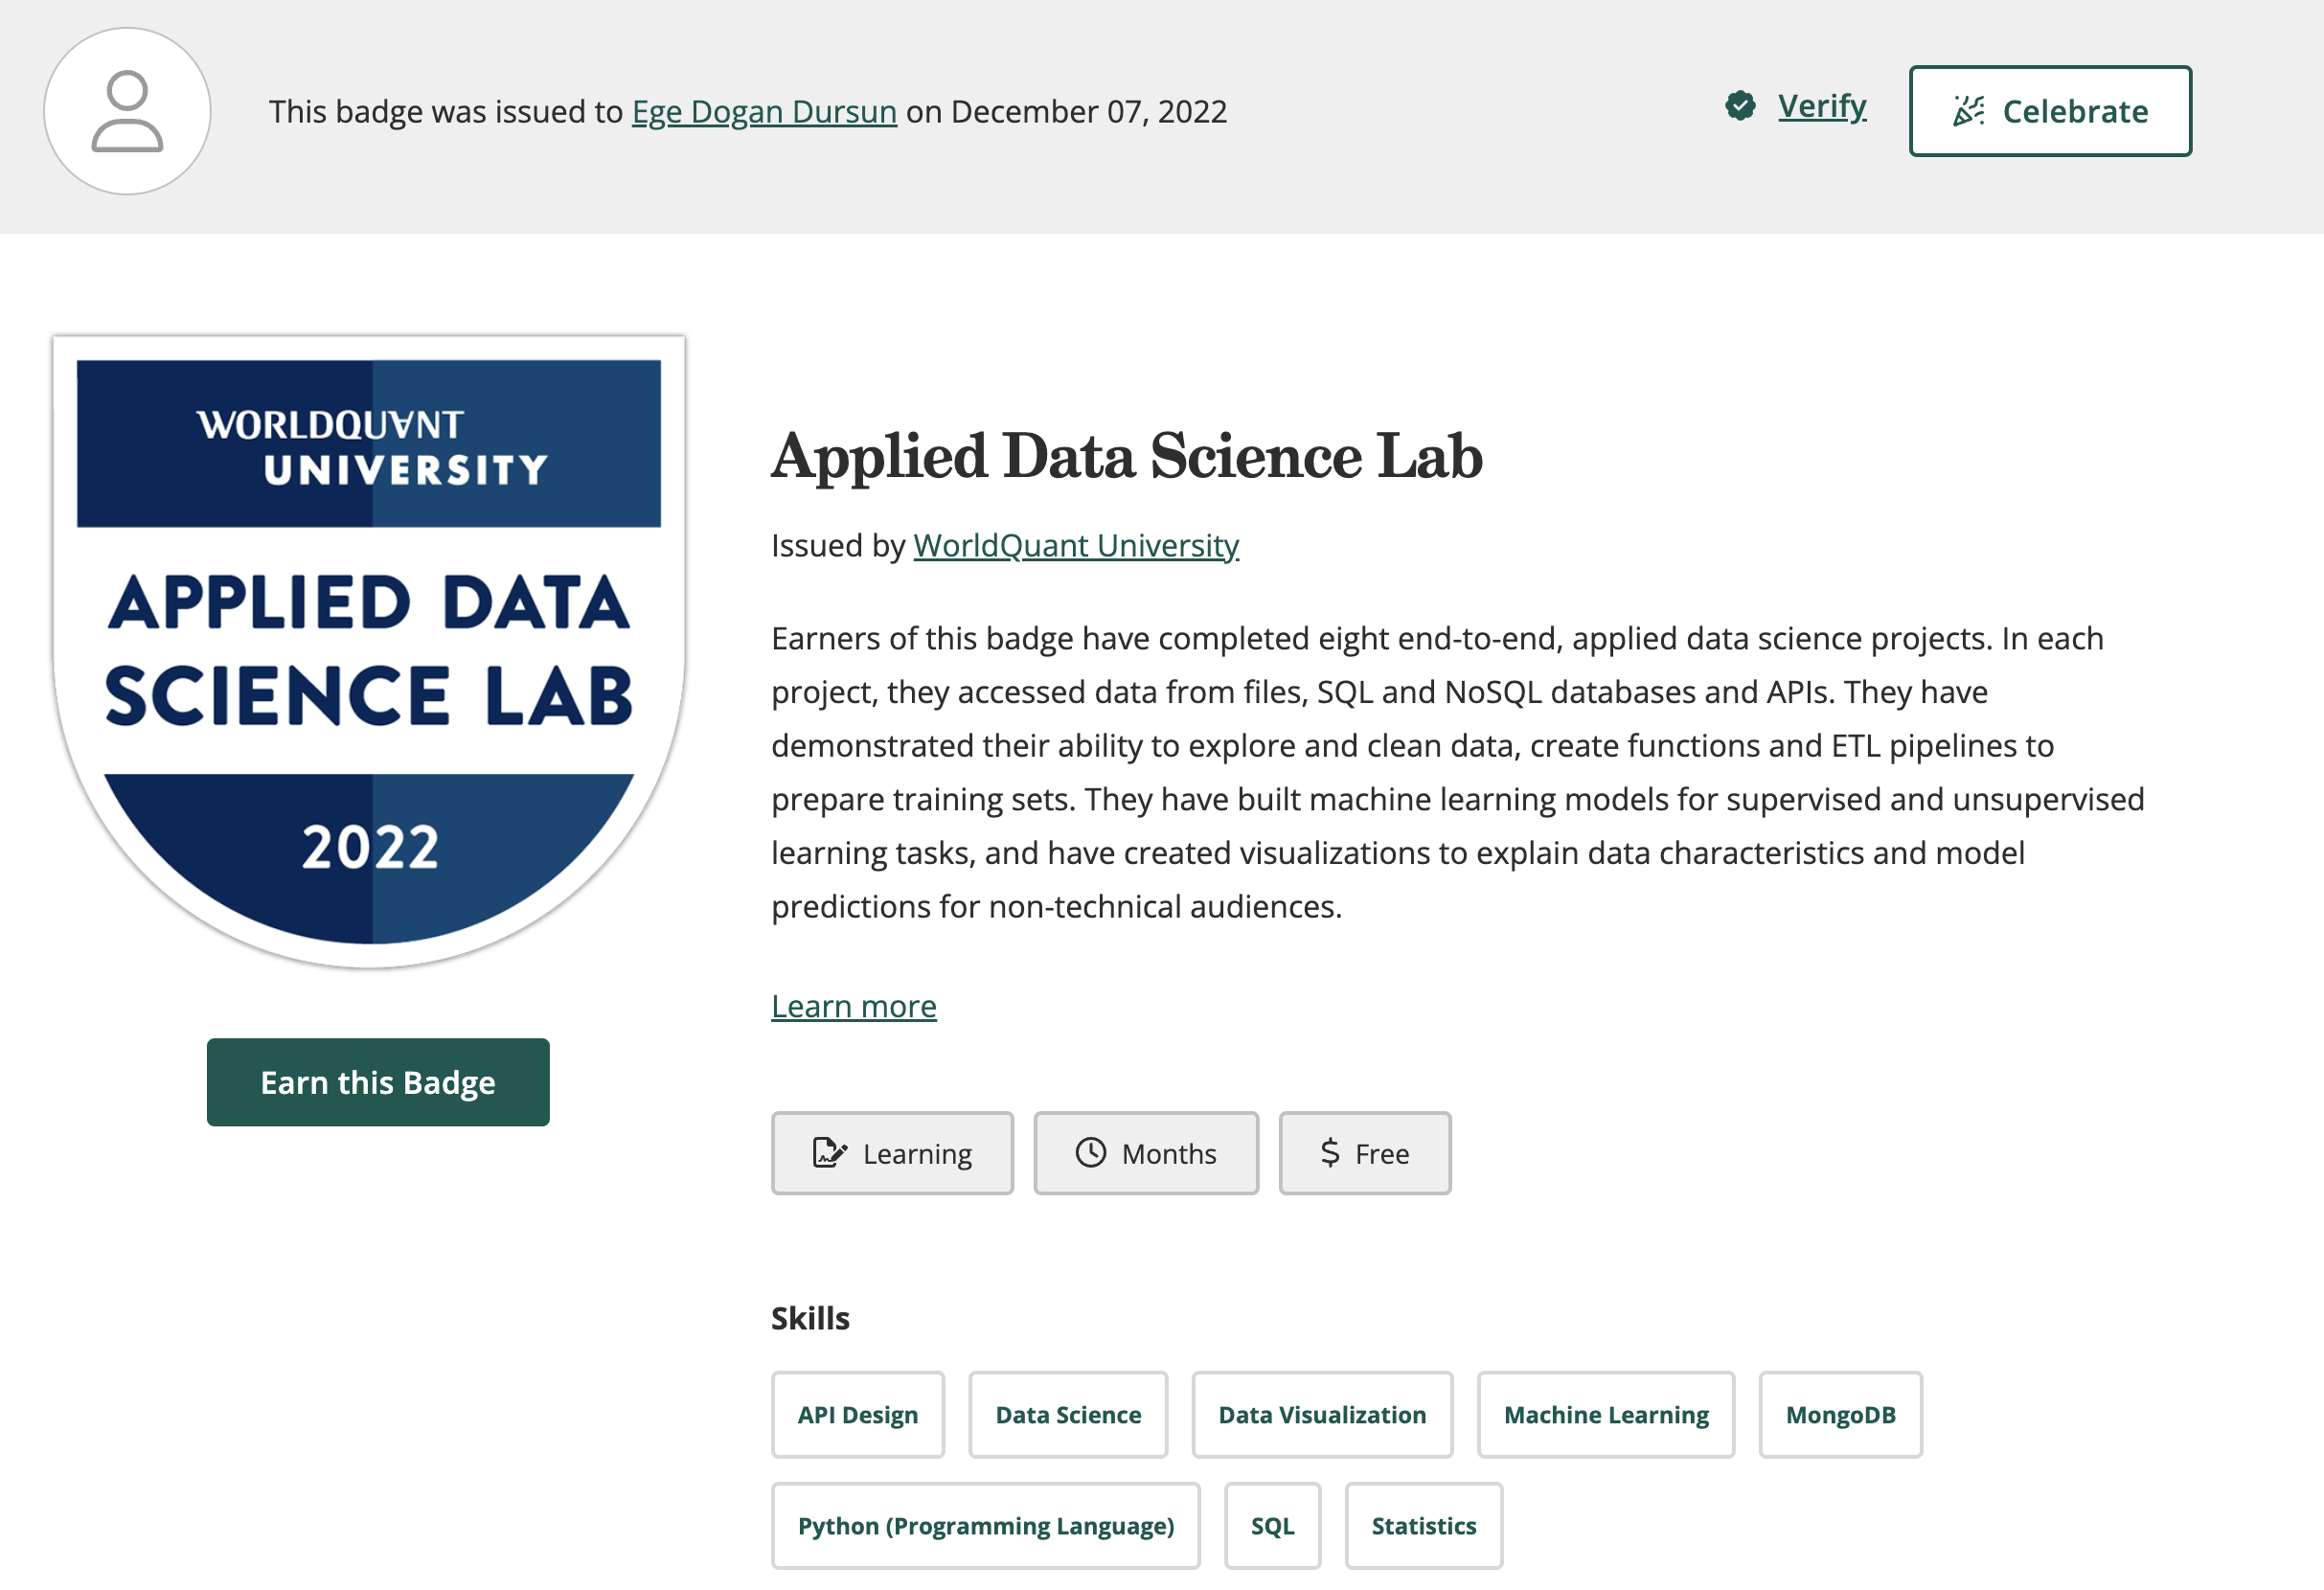 This badge was issued to Ege Dogan Dursun on December 07, 2022
Verify
Celebrate
WORLDQUANT
UNIVERSITY
APPLIED DATA
SCIENCE LAB
2022
Earn this Badge
Applied Data Science Lab
Issued by WorldQuant University
Earners of this badge have completed eight end-to-end, applied data science projects. In each
project, they accessed data from files, SQL and NoSQL databases and APIs. They have
demonstrated their ability to explore and clean data, create functions and ETL pipelines to
prepare training sets. They have built machine learning models for supervised and unsupervised
learning tasks, and have created visualizations to explain data characteristics and model
predictions for non-technical audiences.
Learn more
Learning
Months
$ Free
Skills
API Design
Data Science
Data Visualization
Machine Learning
MongoDB
Python (Programming Language)
SQL
Statistics